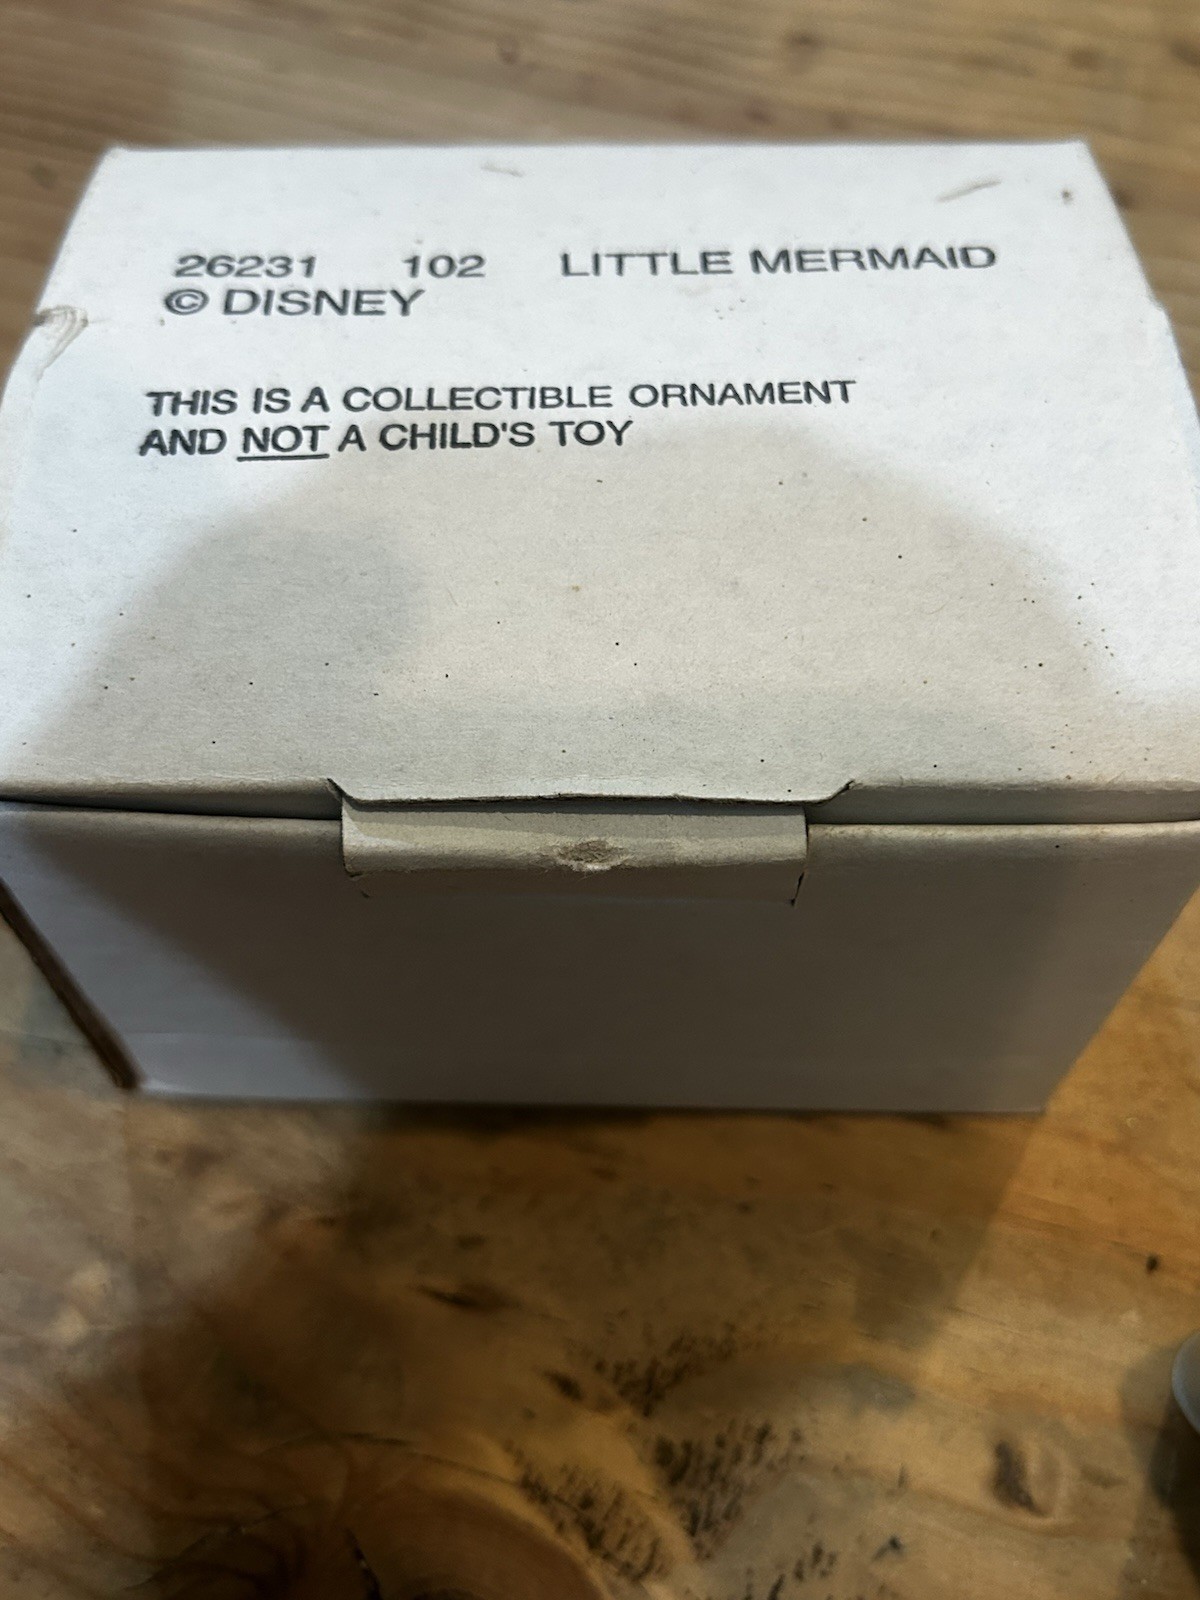 26231 102 LITTLE MERMAID
© DISNEY
THIS IS A COLLECTIBLE ORNAMENT
AND NOT A CHILD'S TOY